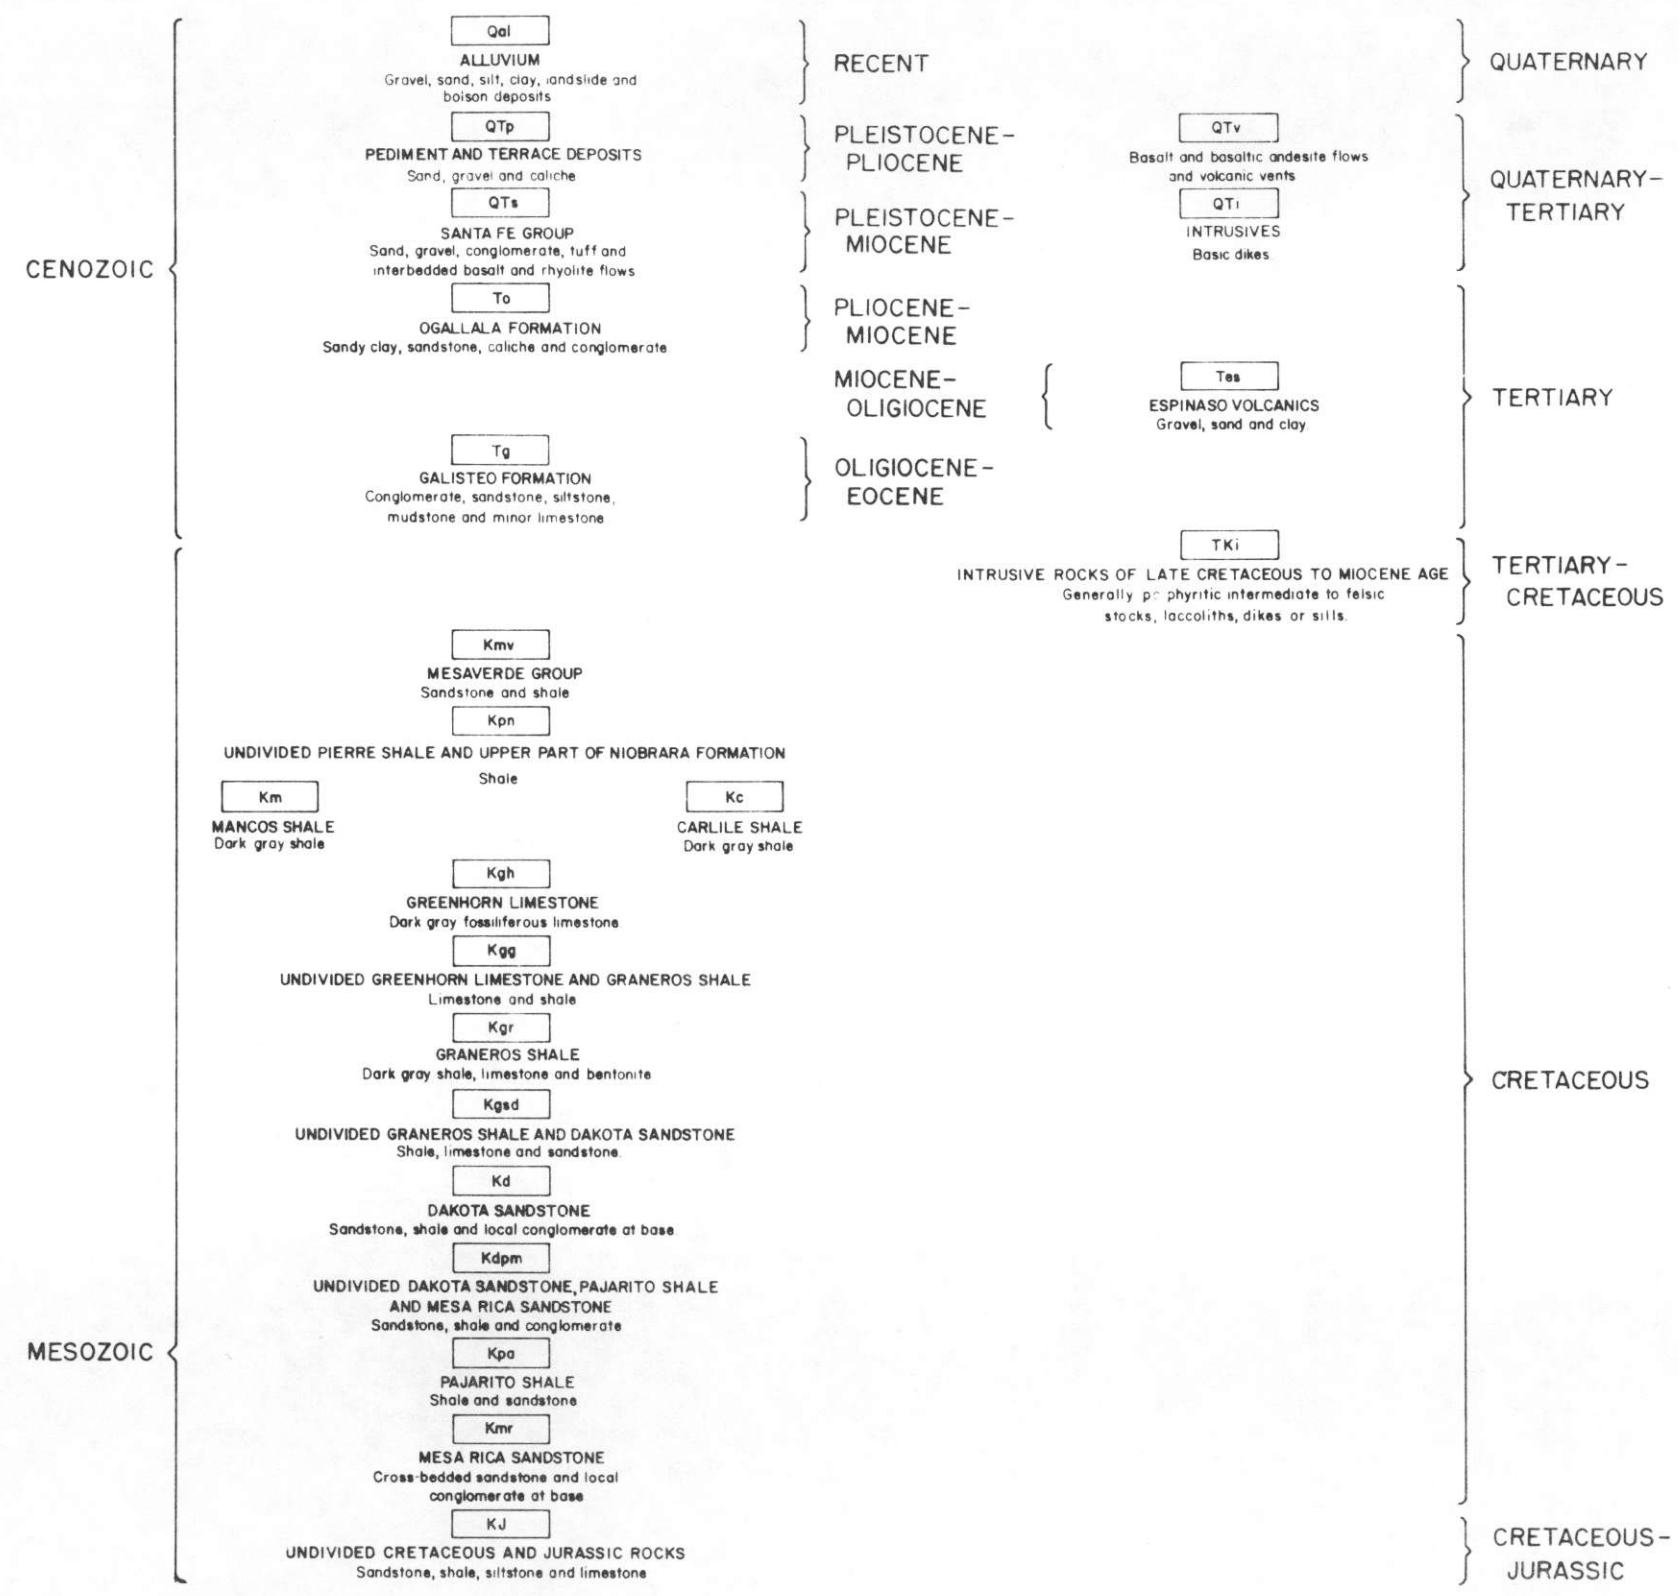 Qal
ALLUVIUM
Gravel, sand, silt, clay, landslide and
bolson deposits
RECENT
QUATERNARY
QTp
PEDIMENT AND TERRACE DEPOSITS
Sand, gravel and caliche
PLEISTOCENE-
PLIOCENE
QTv
Basalt and basaltic andesite flows
and volcanic vents
QUATERNARY-
TERTIARY
QTs
SANTA FE GROUP
Sand, gravel, conglomerate, tuff and
interbedded basalt and rhyolite flows
PLEISTOCENE-
MIOCENE
QTi
INTRUSIVES
Basic dikes
CENOZOIC
To
OGALLALA FORMATION
Sandy clay, sandstone, caliche and conglomerate
PLIOCENE-
MIOCENE
MIOCENE-
OLIGIOCENE
Tes
ESPINASO VOLCANICS
Gravel, sand and clay
TERTIARY
Tg
GALISTEO FORMATION
Conglomerate, sandstone, siltstone,
mudstone and minor limestone
OLIGIOCENE-
EOCENE
TKi
INTRUSIVE ROCKS OF LATE CRETACEOUS TO MIOCENE AGE
Generally phyritic intermediate to felsic
stocks, laccoliths, dikes or sills.
TERTIARY-
CRETACEOUS
Kmv
MESAVERDE GROUP
Sandstone and shale
Kpn
UNDIVIDED PIERRE SHALE AND UPPER PART OF NIOBRARA FORMATION
Shale
Km
MANCOS SHALE
Dark gray shale
Kc
CARLILE SHALE
Dark gray shale
Kgh
GREENHORN LIMESTONE
Dark gray fossiliferous limestone
Kgg
UNDIVIDED GREENHORN LIMESTONE AND GRANEROS SHALE
Limestone and shale
Kgr
GRANEROS SHALE
Dark gray shale, limestone and bentonite
CRETACEOUS
Kgsd
UNDIVIDED GRANEROS SHALE AND DAKOTA SANDSTONE
Shale, limestone and sandstone.
Kd
DAKOTA SANDSTONE
Sandstone, shale and local conglomerate at base
Kdpm
UNDIVIDED DAKOTA SANDSTONE, PAJARITO SHALE
AND MESA RICA SANDSTONE
Sandstone, shale and conglomerate
MESOZOIC
Kpa
PAJARITO SHALE
Shale and sandstone
Kmr
MESA RICA SANDSTONE
Cross-bedded sandstone and local
conglomerate at base
KJ
UNDIVIDED CRETACEOUS AND JURASSIC ROCKS
Sandstone, shale, siltstone and limestone
CRETACEOUS-
JURASSIC